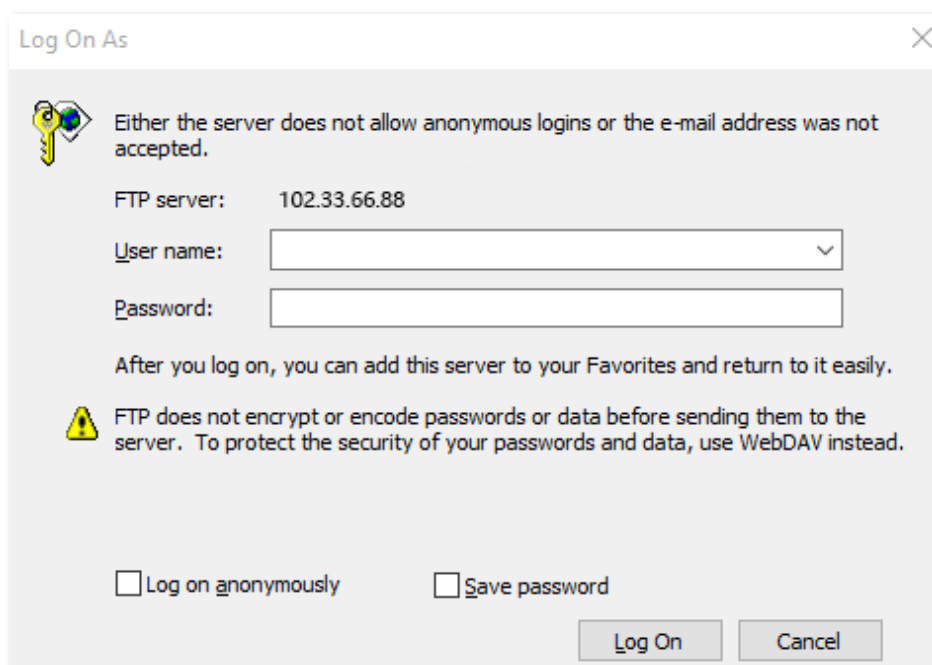 Log On As
Either the server does not allow anonymous logins or the e-mail address was not
accepted.
FTP server: 102.33.66.88
User name:
Password:
After you log on, you can add this server to your Favorites and return to it easily.
FTP does not encrypt or encode passwords or data before sending them to the
server. To protect the security of your passwords and data, use WebDAV instead.
Log on anonymously Save password
Log On Cancel